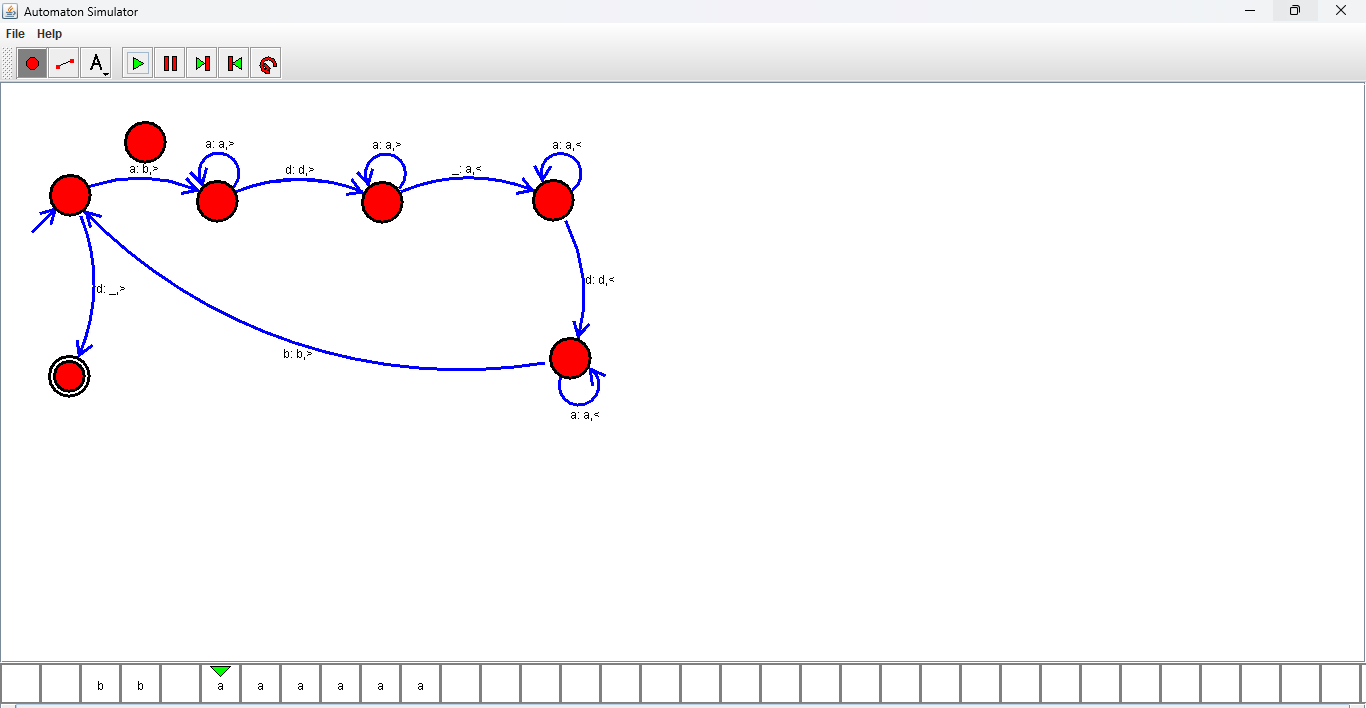 Automaton Simulator
File Help
A
a: a,> a: a,> a: a,<
a: b,> d: d,> _: a,<
d: d,<
d: _,>
b: b,>
a: a,<
b b a a a a a a